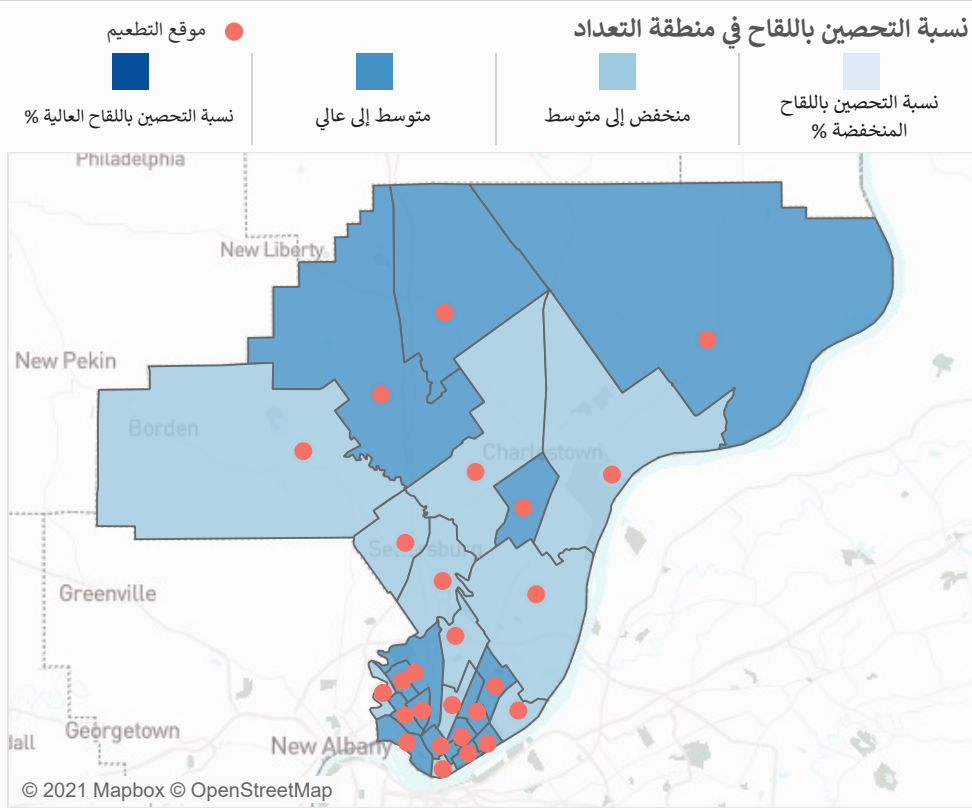 نسبة التحصين باللقاح في منطقة التعداد
موقع التطعيم
نسبة التحصين باللقاح
المنخفضة %
منخفض إلى متوسط
متوسط إلى عالي
نسبة التحصين باللقاح العالية %
Philadelphia
New Liberty
New Pekin
Borden
Charlestown
Sellersburg
Greenville
Georgetown
New Albany
© 2021 Mapbox © OpenStreetMap